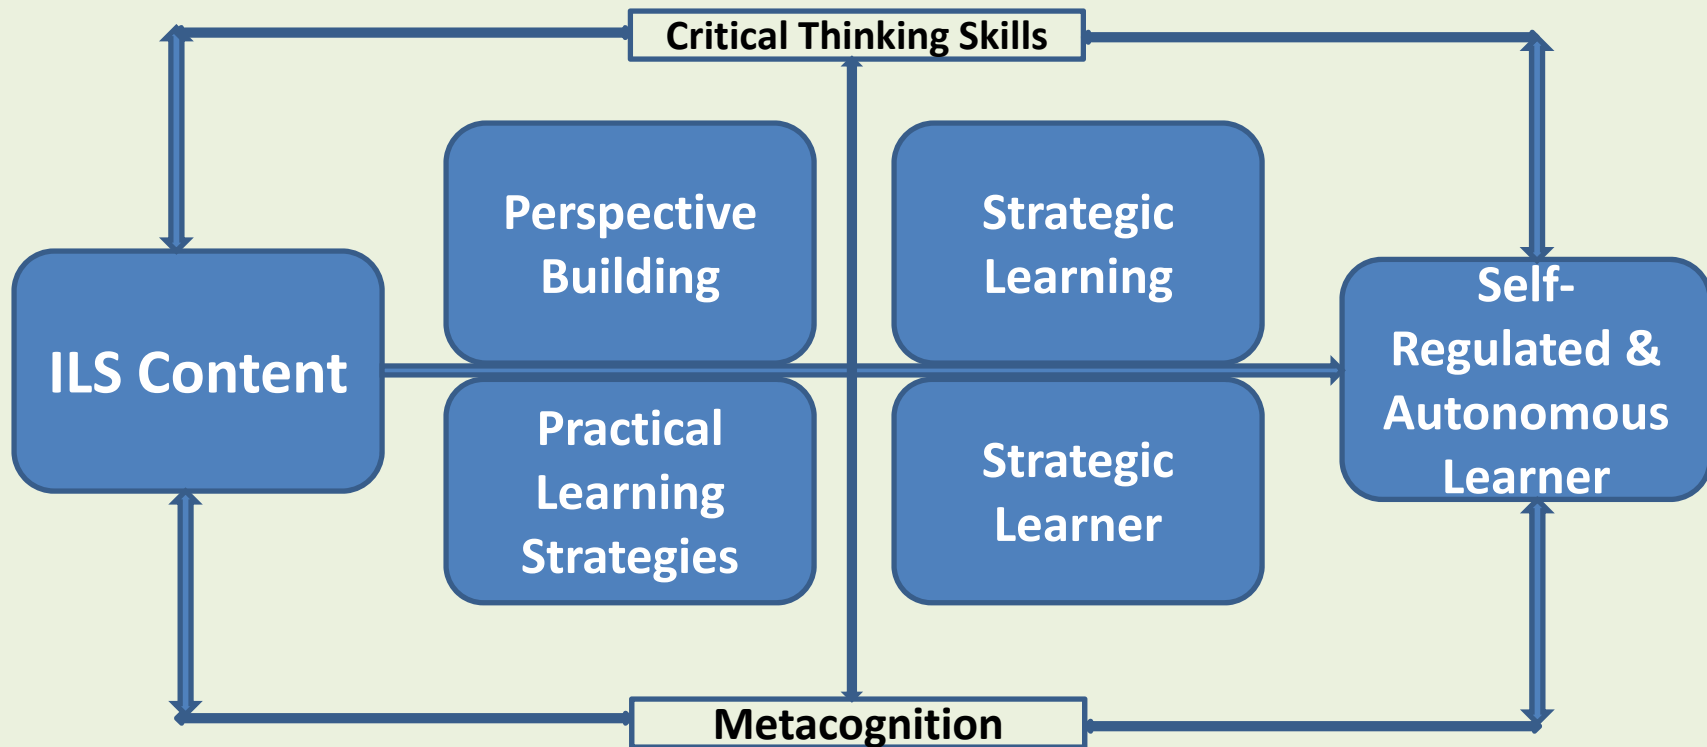 Critical Thinking Skills
Perspective
Building
Strategic
Learning
ILS Content
Self-
Regulated &
Autonomous
Learner
Practical
Learning
Strategies
Strategic
Learner
Metacognition